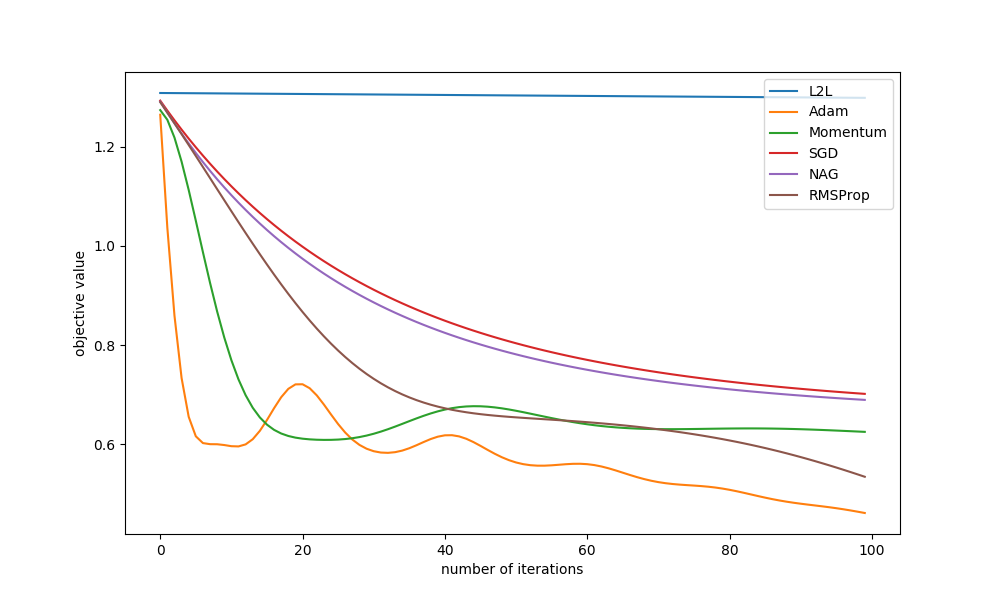 L2L
Adam
Momentum
SGD
NAG
RMSProp
1.2
1.0
0.8
0.6
objective value
0
20
40
60
80
100
number of iterations